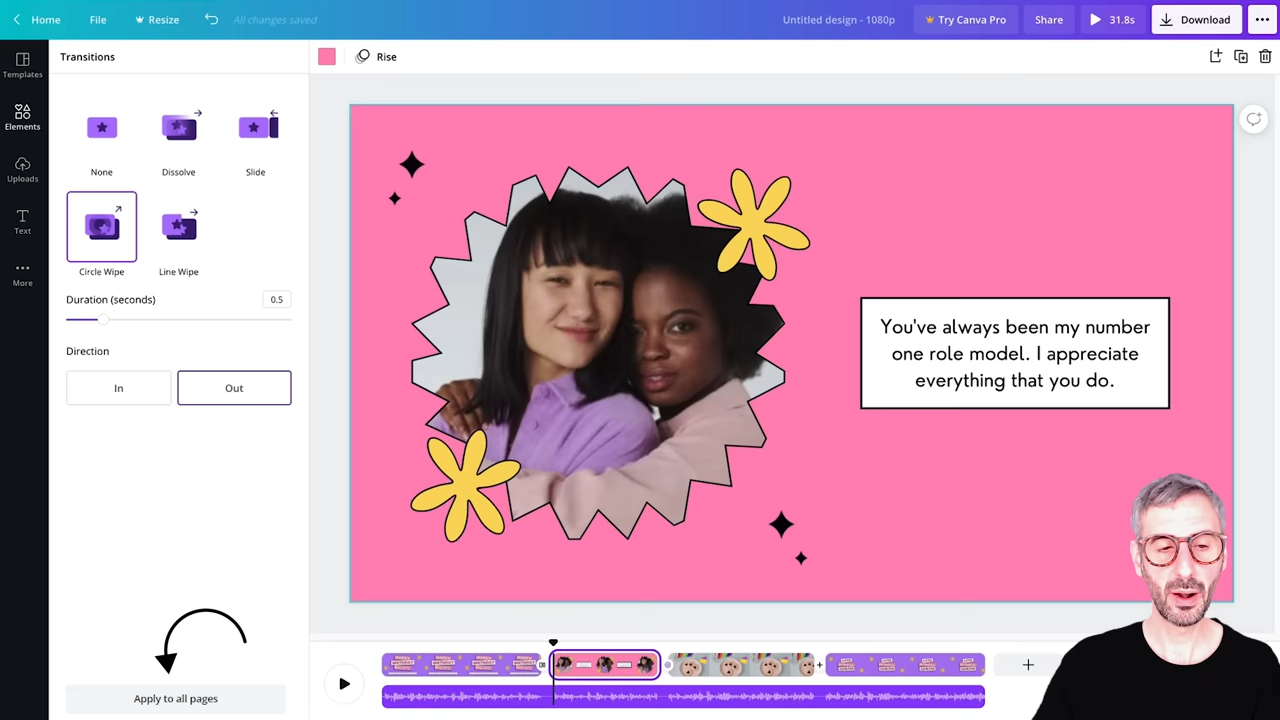 Home File Resize All changes saved Untitled design - 1080p Try Canva Pro Share 31.8s Download
Templates
Elements
Uploads
Text
More
Transitions
None Dissolve Slide
Circle Wipe Line Wipe
Duration (seconds) 0.5
Direction
In Out
Apply to all pages
Rise
You've always been my number
one role model. I appreciate
everything that you do.